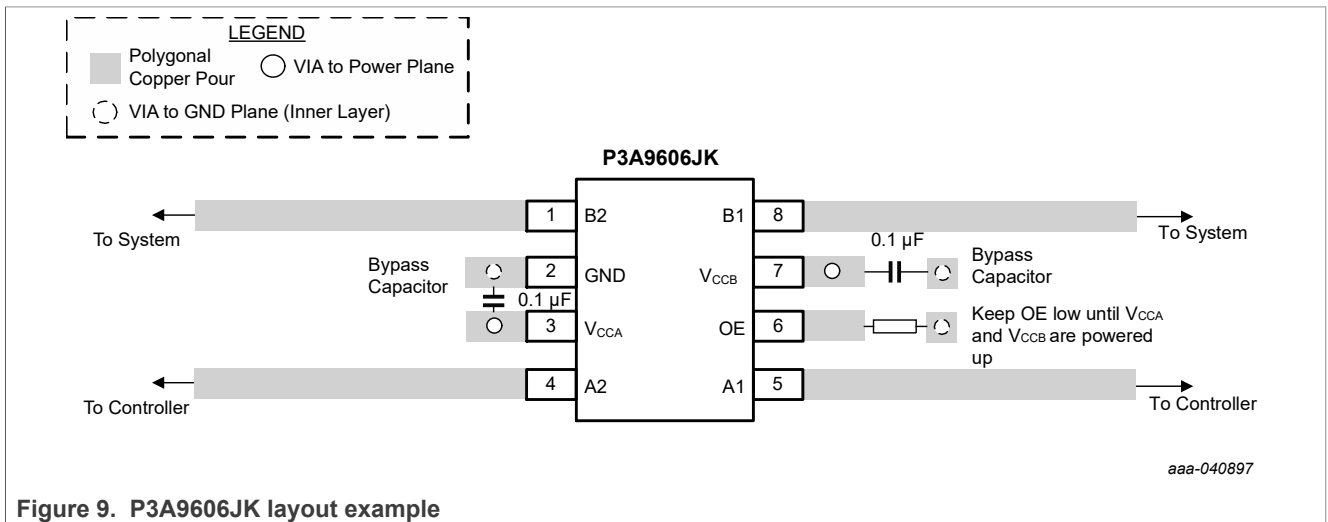 LEGEND
Polygonal
Copper Pour
VIA to Power Plane
VIA to GND Plane (Inner Layer)
P3A9606JK
1 B2 B1 8
To System
To System
Bypass
Capacitor
2 GND VCCB 7
0.1 µF
Bypass
Capacitor
0.1 µF
3 VCCA OE 6
Keep OE low until VCCA
and VCCB are powered
up
4 A2 A1 5
To Controller
To Controller
aaa-040897
Figure 9. P3A9606JK layout example